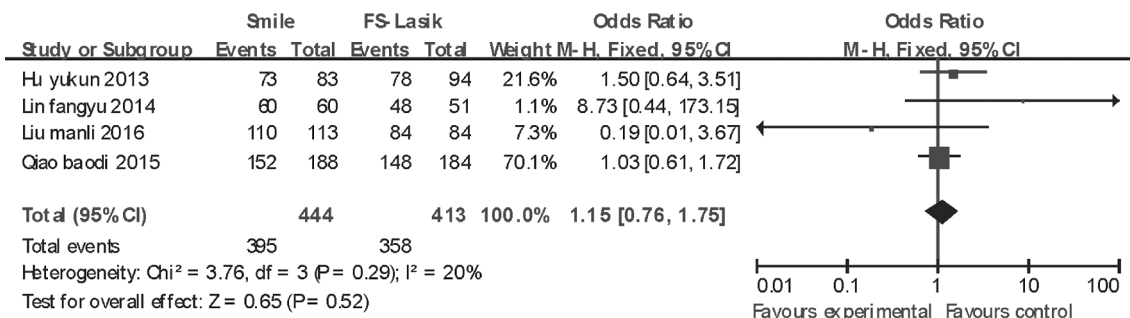 Smile FS-Lasik Odds Ratio Odds Ratio
Study or Subgroup Events Total Events Total Weight M-H, Fixed, 95%CI M-H, Fixed, 95%CI
Hu yukun 2013 73 83 78 94 21.6% 1.50 [0.64, 3.51]
Lin fangyu 2014 60 60 48 51 1.1% 8.73 [0.44, 173.15]
Liu manli 2016 110 113 84 84 7.3% 0.19 [0.01, 3.67]
Qiao baodi 2015 152 188 148 184 70.1% 1.03 [0.61, 1.72]
Total (95%CI) 444 413 100.0% 1.15 [0.76, 1.75]
Total events 395 358
Heterogeneity: Chi² = 3.76, df = 3 (P = 0.29); I² = 20%
Test for overall effect: Z = 0.65 (P = 0.52)
0.01 0.1 1 10 100
Favours experimental Favours control